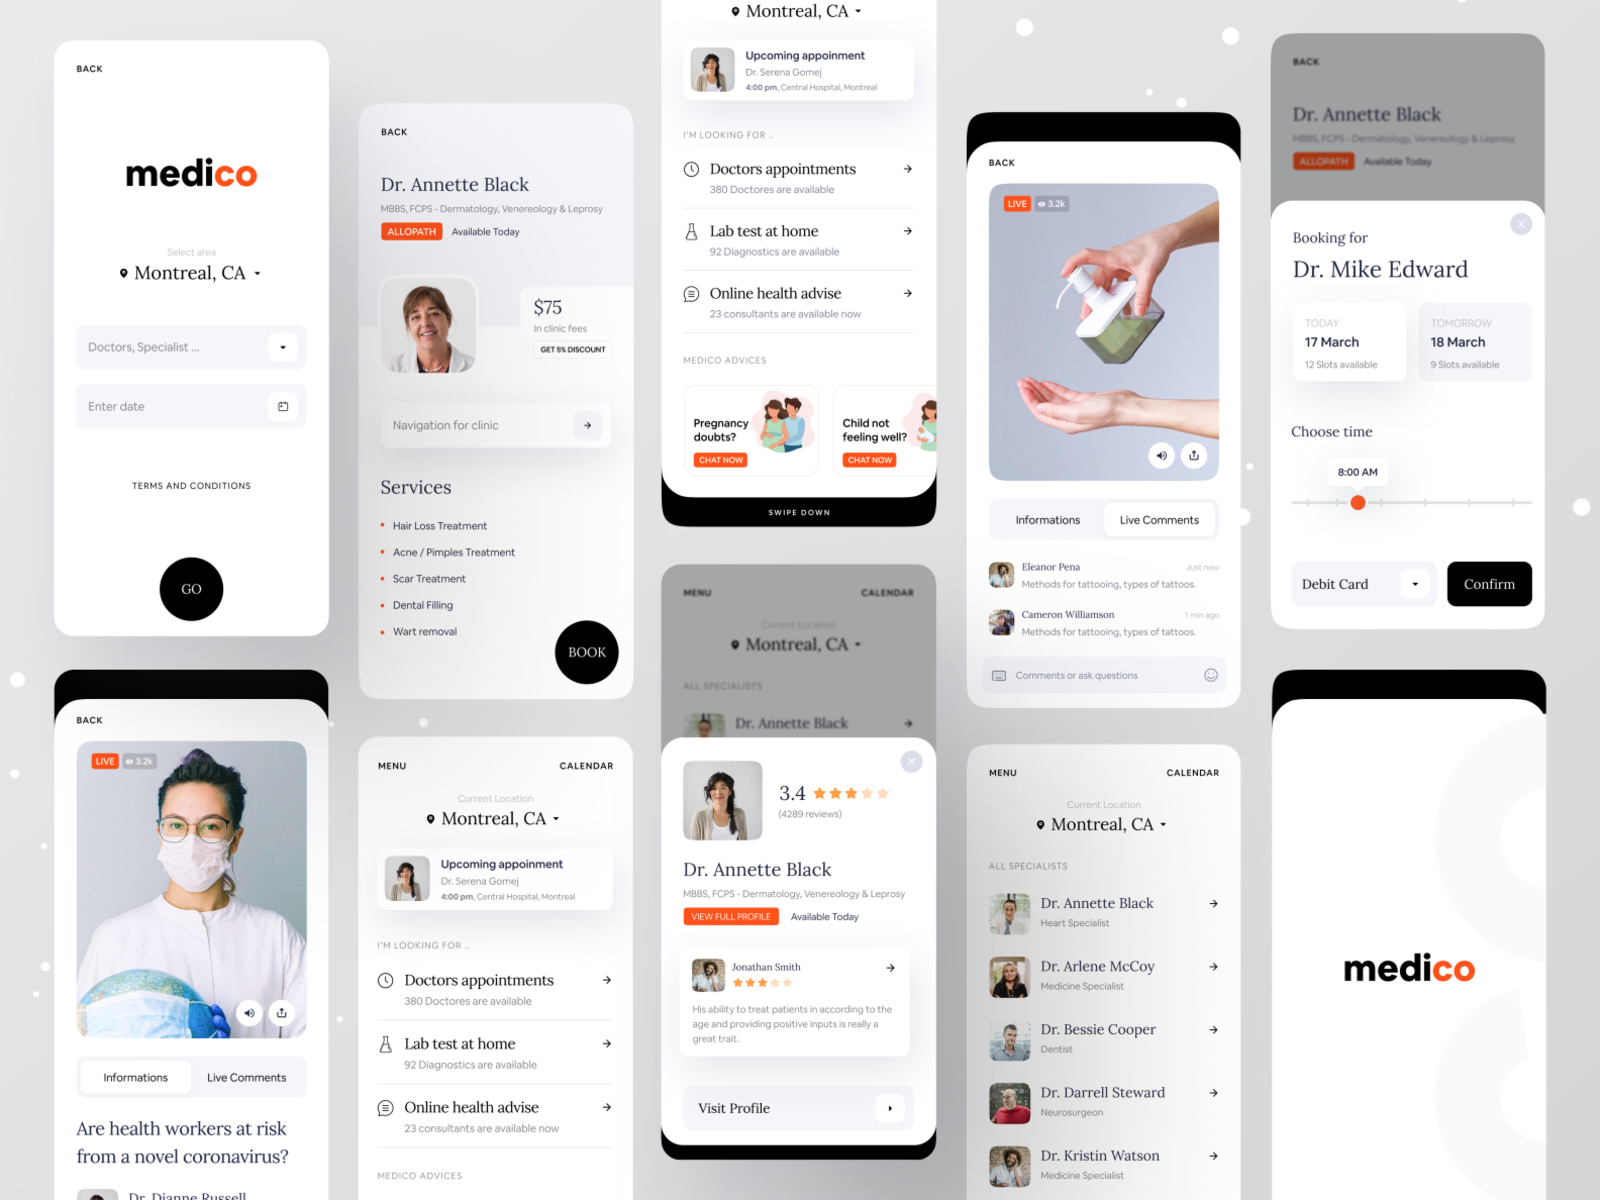 BACK
medico
Select area
Montreal, CA
Doctors, Specialist ...
Enter date
TERMS AND CONDITIONS
GO
BACK
LIVE
3.2k
Informations
Live Comments
Are health workers at risk
from a novel coronavirus?
Dr. Dianne Russell
BACK
Dr. Annette Black
MBBS, FCPS - Dermatology, Venereology & Leprosy
ALLOPATH
Available Today
$75
In clinic fees
GET 5% DISCOUNT
Navigation for clinic
Services
Hair Loss Treatment
Acne / Pimples Treatment
Scar Treatment
Dental Filling
Wart removal
BOOK
MENU
CALENDAR
Current Location
Montreal, CA
Upcoming appoinment
Dr. Serena Gomej
4:00 pm, Central Hospital, Montreal
I'M LOOKING FOR ..
Doctors appointments
380 Doctores are available
Lab test at home
92 Diagnostics are available
Online health advise
23 consultants are available now
MEDICO ADVICES
Montreal, CA
Upcoming appoinment
Dr. Serena Gomej
4:00 pm, Central Hospital, Montreal
I'M LOOKING FOR ..
Doctors appointments
380 Doctores are available
Lab test at home
92 Diagnostics are available
Online health advise
23 consultants are available now
MEDICO ADVICES
Pregnancy
doubts?
CHAT NOW
Child not
feeling well?
CHAT NOW
SWIPE DOWN
MENU
CALENDAR
Current Location
Montreal, CA
ALL SPECIALISTS
Dr. Annette Black
3.4
(4289 reviews)
Dr. Annette Black
MBBS, FCPS - Dermatology, Venereology & Leprosy
VIEW FULL PROFILE
Available Today
Jonathan Smith
His ability to treat patients in according to the
age and providing positive inputs is really a
great trait.
Visit Profile
BACK
LIVE
3.2k
Informations
Live Comments
Eleanor Pena
Just now
Methods for tattooing, types of tattoos.
Cameron Williamson
1 min ago
Methods for tattooing, types of tattoos.
Comments or ask questions
MENU
CALENDAR
Current Location
Montreal, CA
ALL SPECIALISTS
Dr. Annette Black
Heart Specialist
Dr. Arlene McCoy
Medicine Specialist
Dr. Bessie Cooper
Dentist
Dr. Darrell Steward
Neurosurgeon
Dr. Kristin Watson
Medicine Specialist
BACK
Dr. Annette Black
MBBS, FCPS - Dermatology, Venereology & Leprosy
ALLOPATH
Available Today
Booking for
Dr. Mike Edward
TODAY
17 March
12 Slots available
TOMORROW
18 March
9 Slots available
Choose time
8:00 AM
Debit Card
Confirm
medico